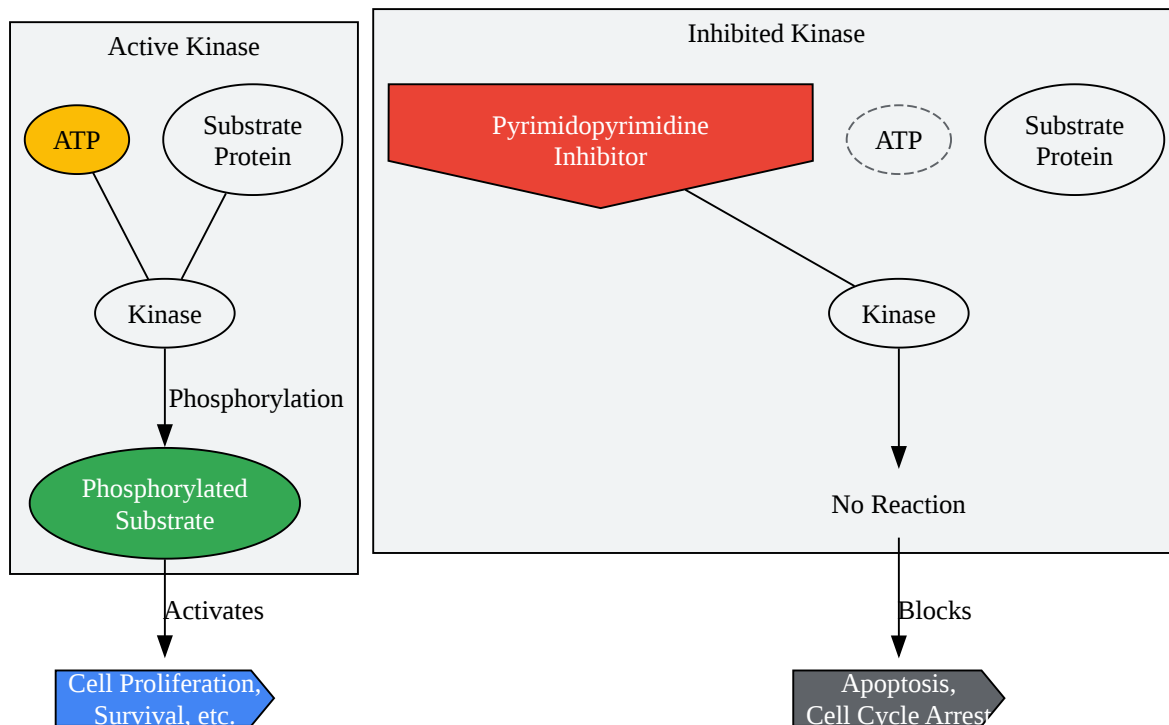 Active Kinase
ATP
Substrate
Protein
Kinase
Phosphorylation
Phosphorylated
Substrate
Activates
Cell Proliferation,
Survival, etc.
Inhibited Kinase
Pyrimidopyrimidine
Inhibitor
ATP
Substrate
Protein
Kinase
No Reaction
Blocks
Apoptosis,
Cell Cycle Arrest